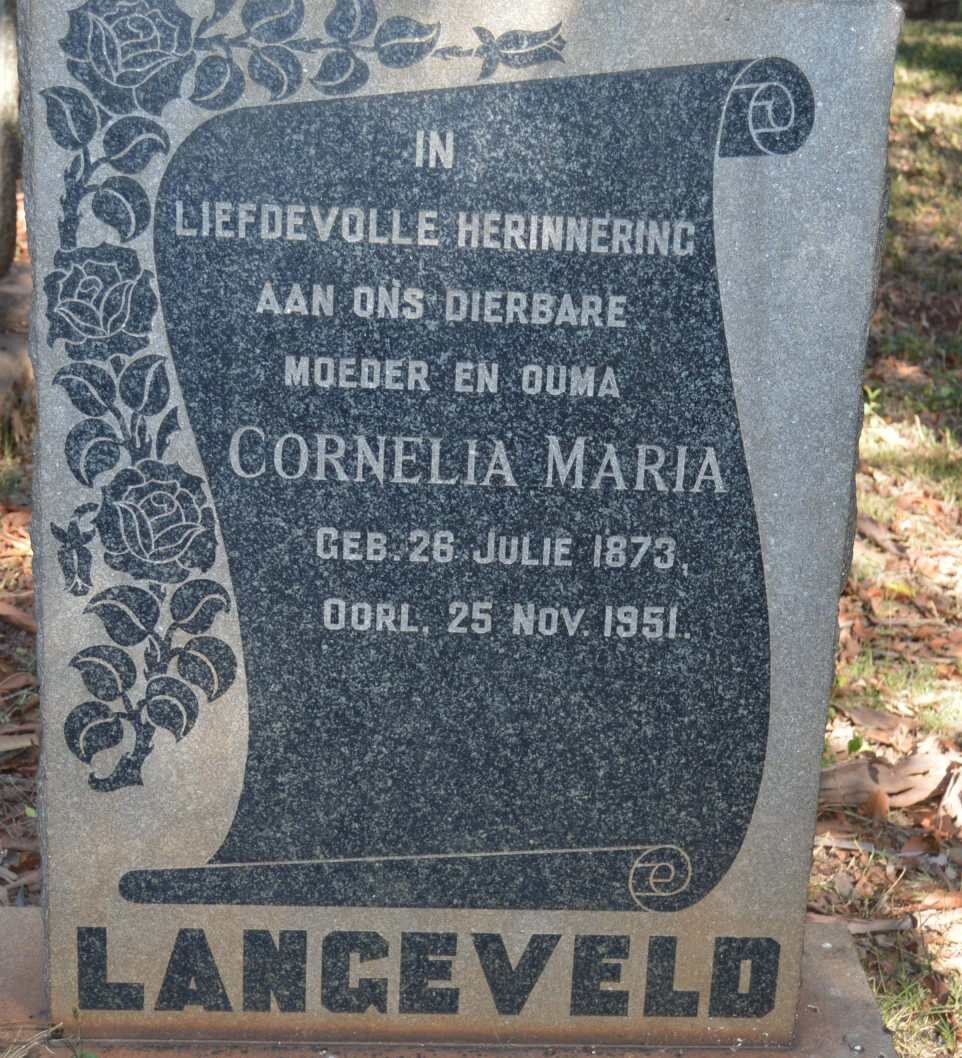 IN
LIEFDEVOLLE HERINNERING
AAN ONS DIERBARE
MOEDER EN OUMA
CORNELIA MARIA
GEB. 26 JULIE 1873,
OORL. 25 NOV. 1951.
LANGEVELD